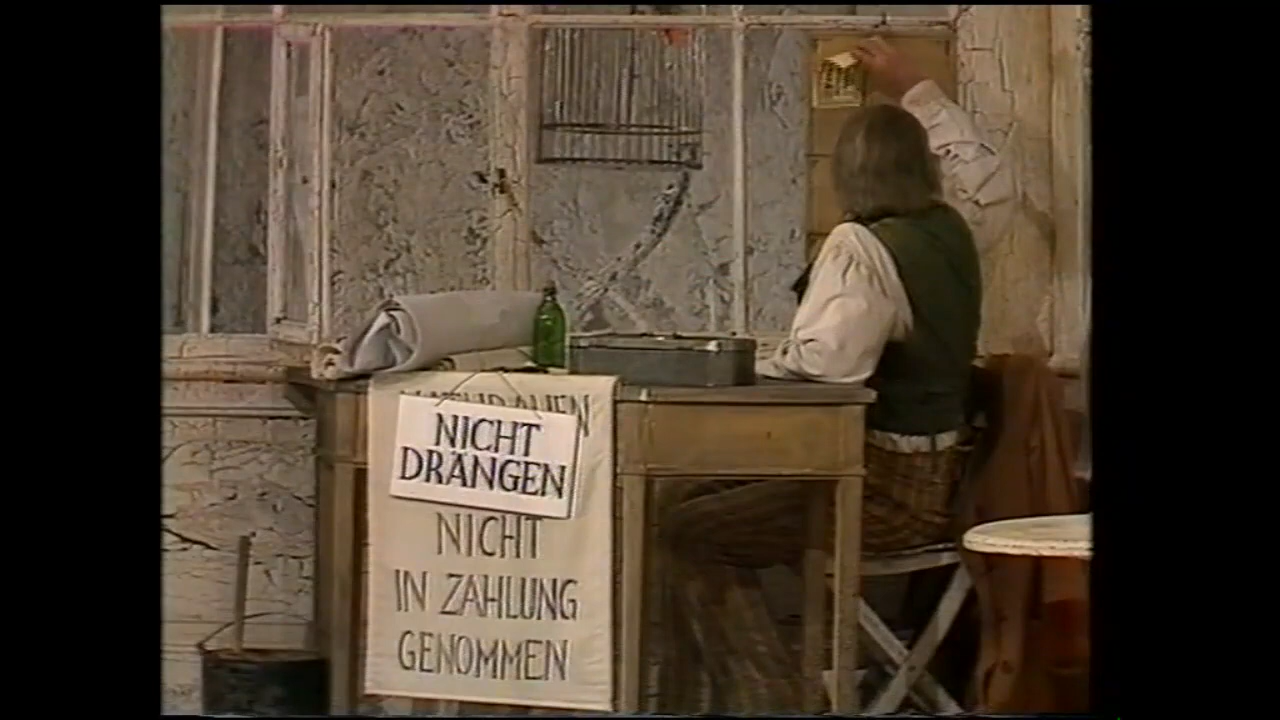 NICHT
DRÄNGEN
NICHT
IN ZAHLUNG
GENOMMEN